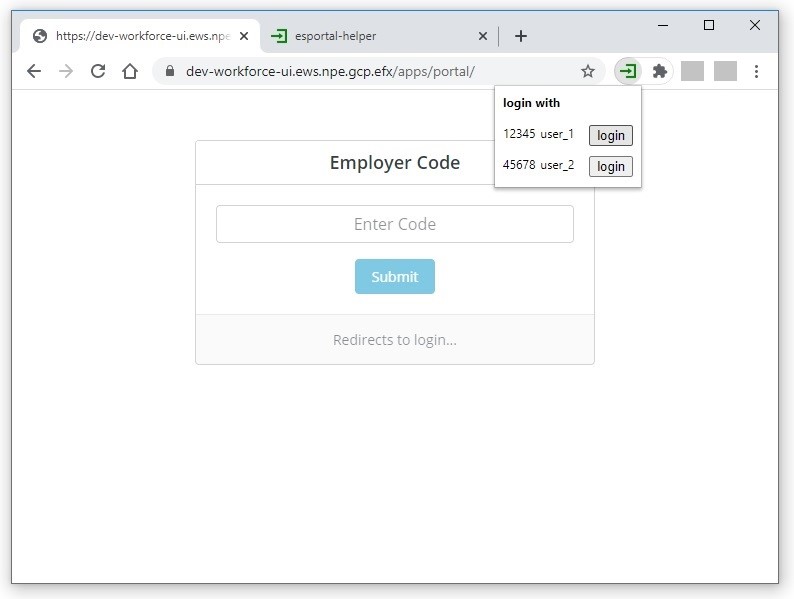 https://dev-workforce-ui.ews.npe
esportal-helper
dev-workforce-ui.ews.npe.gcp.efx/apps/portal/
login with
12345 user_1 login
45678 user_2 login
Employer Code
Enter Code
Submit
Redirects to login...